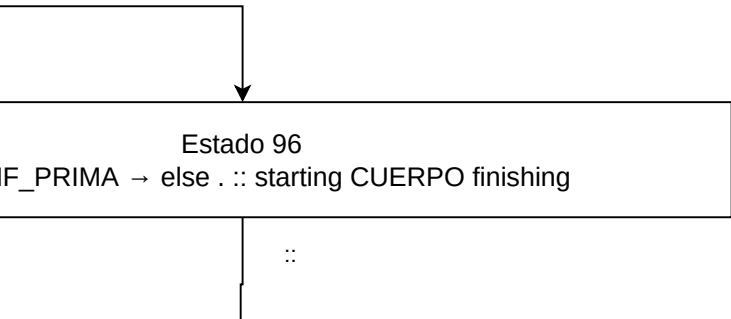 Estado 96
IF_PRIMA → else . :: starting CUERPO finishing
::